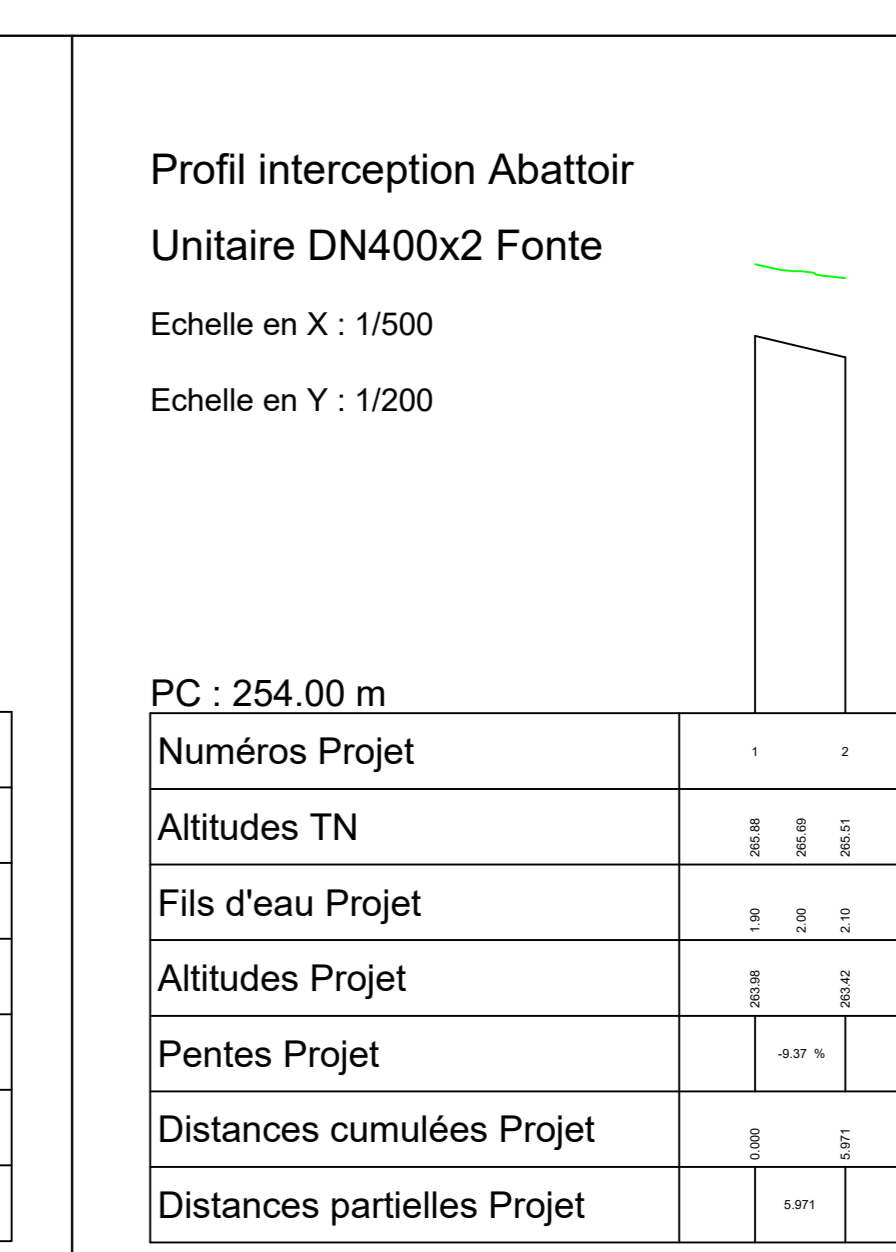 Profil interception Abattoir
Unitaire DN400x2 Fonte
Echelle en X : 1/500
Echelle en Y : 1/200
PC : 254.00 m
Numéros Projet 1 2
Altitudes TN 265.88 265.69 265.51
Fils d'eau Projet 1.90 2.00 2.10
Altitudes Projet 263.98 263.42
Pentes Projet -9.37 %
Distances cumulées Projet 0.000 5.971
Distances partielles Projet 5.971